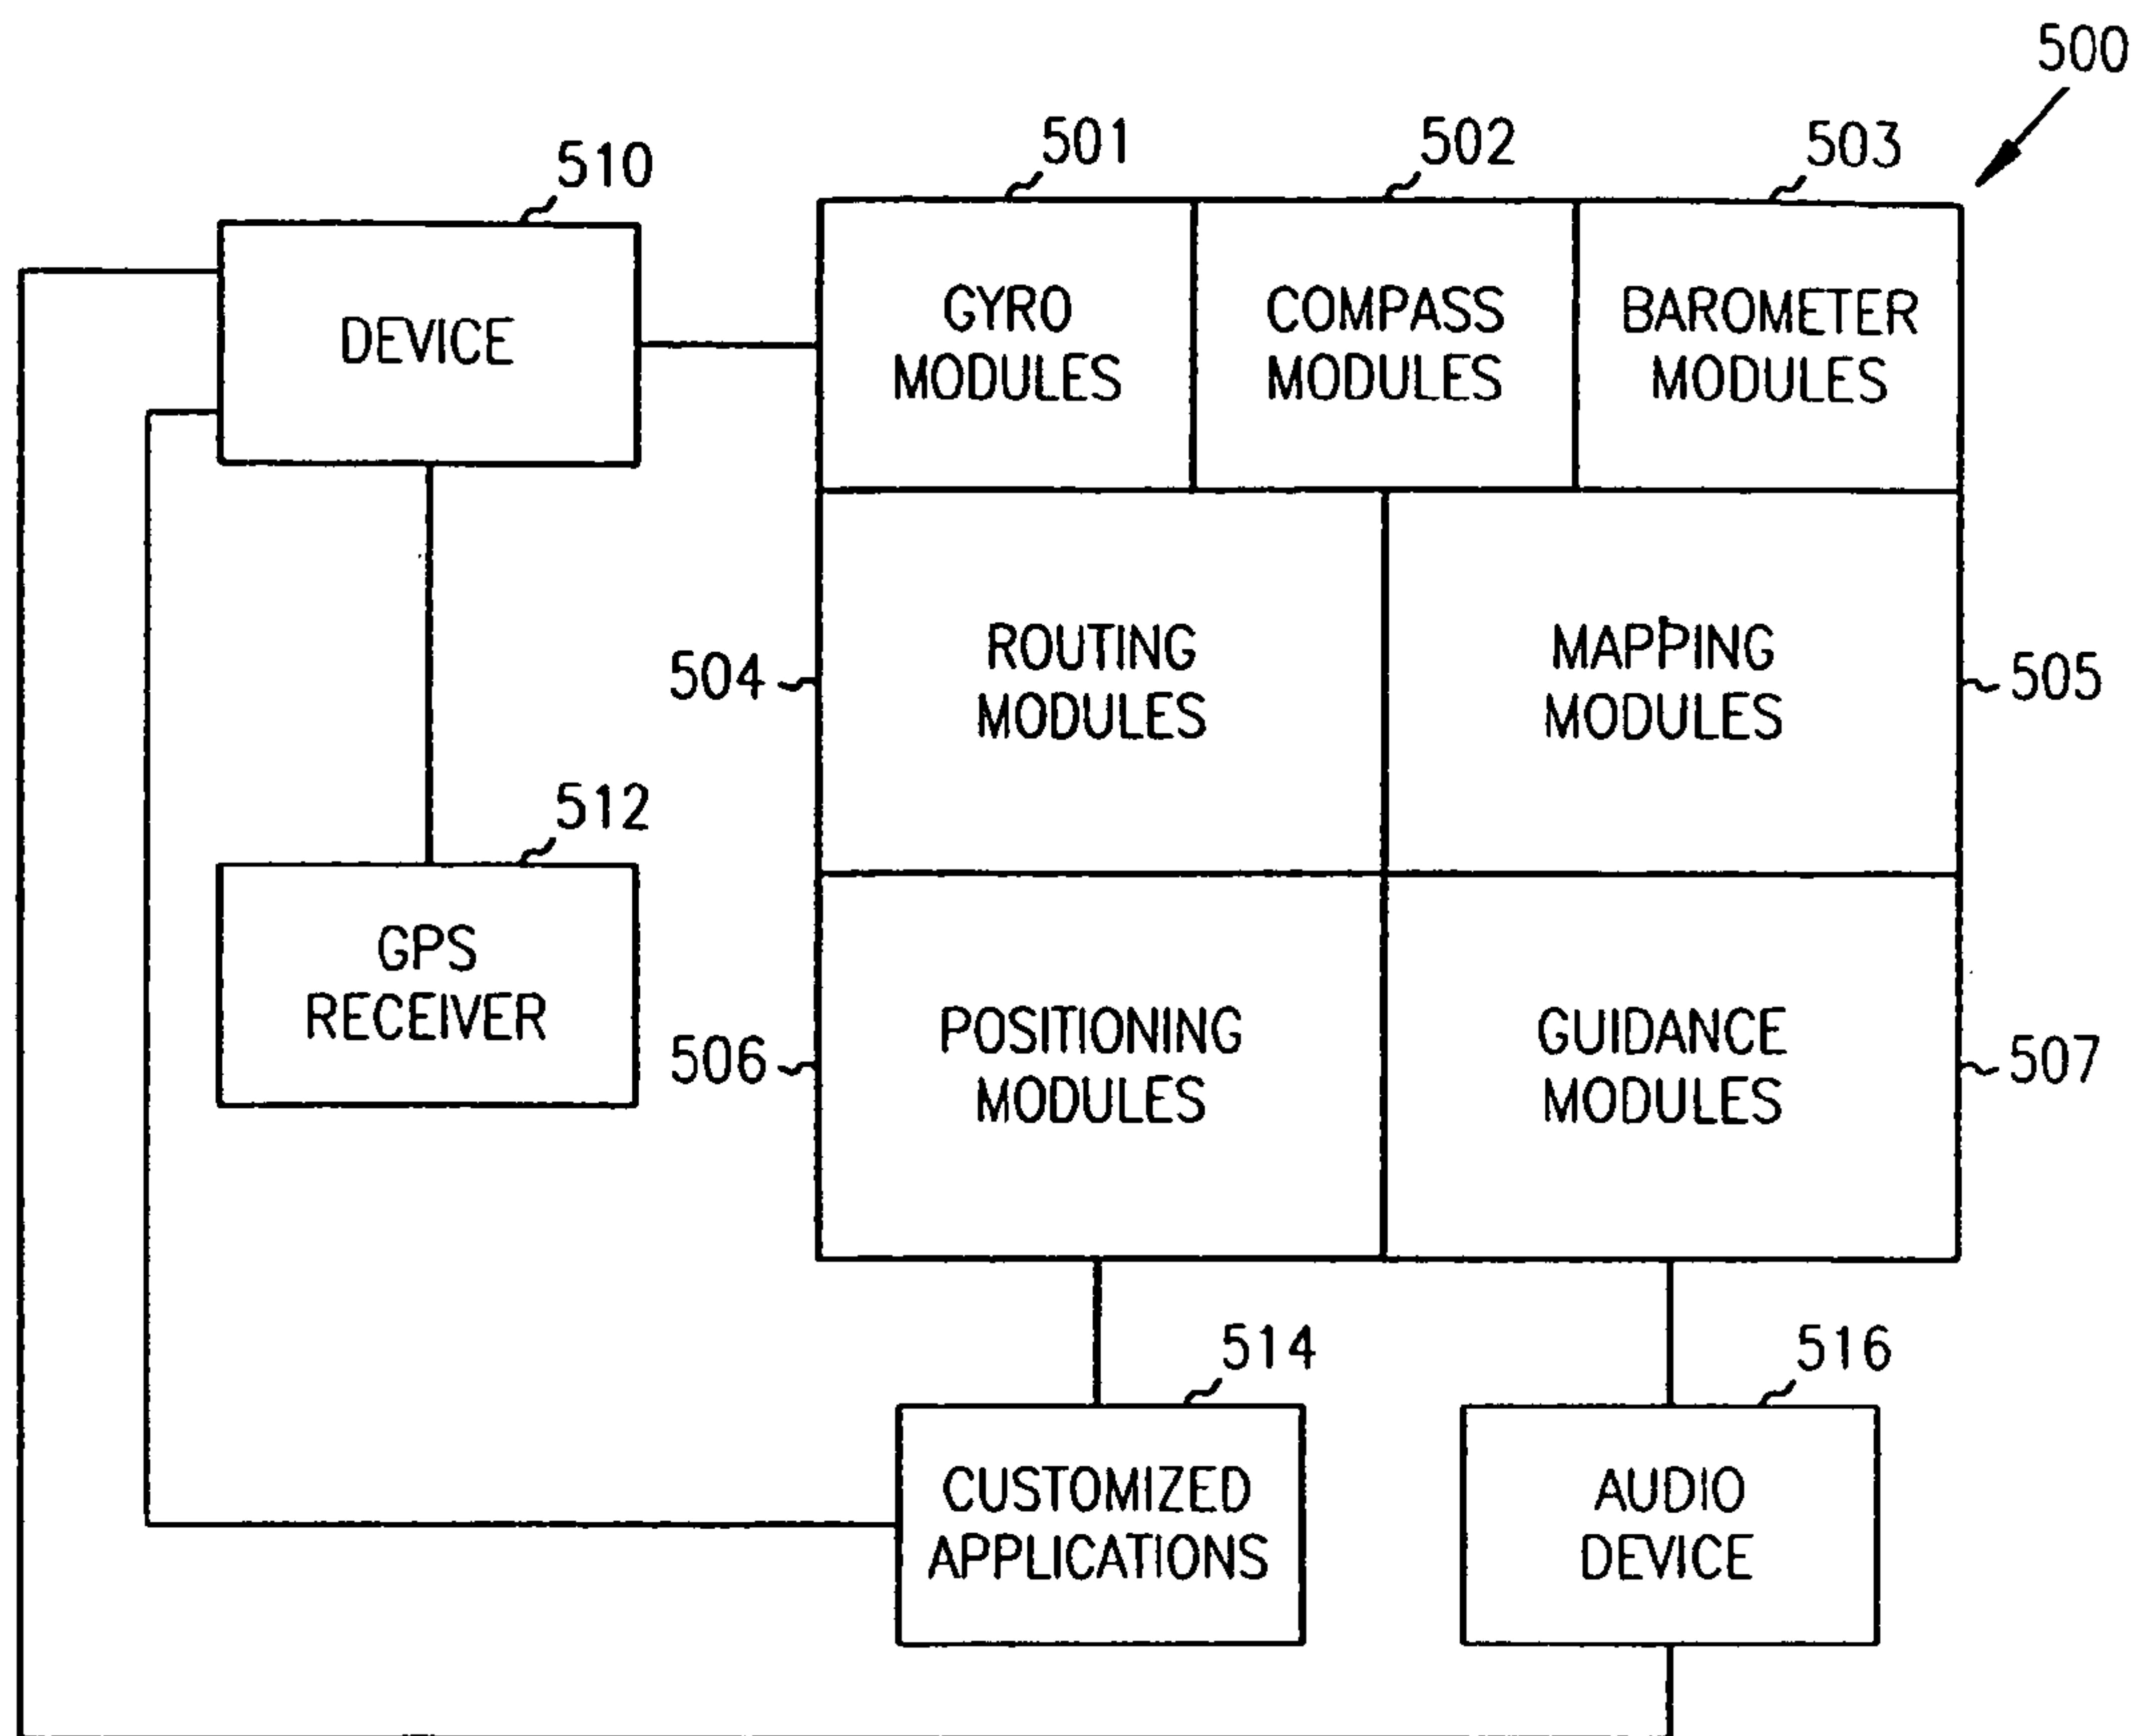 500
501
502
503
510
DEVICE
GYRO
MODULES
COMPASS
MODULES
BAROMETER
MODULES
504
ROUTING
MODULES
MAPPING
MODULES
505
512
GPS
RECEIVER
506
POSITIONING
MODULES
GUIDANCE
MODULES
507
514
516
CUSTOMIZED
APPLICATIONS
AUDIO
DEVICE